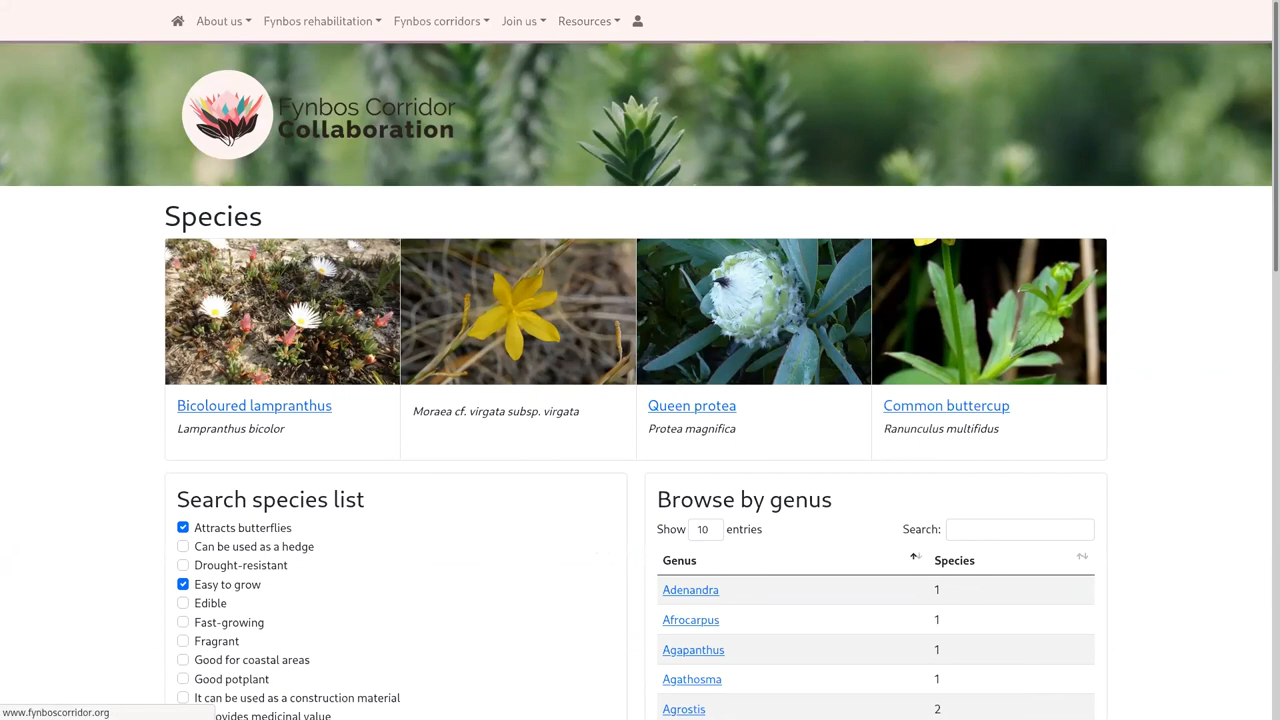 About us Fynbos rehabilitation Fynbos corridors Join us Resources
Fynbos Corridor
Collaboration
Species
Bicoloured lampranthus
Lampranthus bicolor
Moraea cf. virgata subsp. virgata
Queen protea
Protea magnifica
Common buttercup
Ranunculus multifidus
Search species list
Attracts butterflies
Can be used as a hedge
Drought-resistant
Easy to grow
Edible
Fast-growing
Fragrant
Good for coastal areas
Good potplant
It can be used as a construction material
ovides medicinal value
Browse by genus
Show 10 entries Search:
Genus Species
Adenandra 1
Afrocarpus 1
Agapanthus 1
Agathosma 1
Agrostis 2
www.fynboscorridor.org